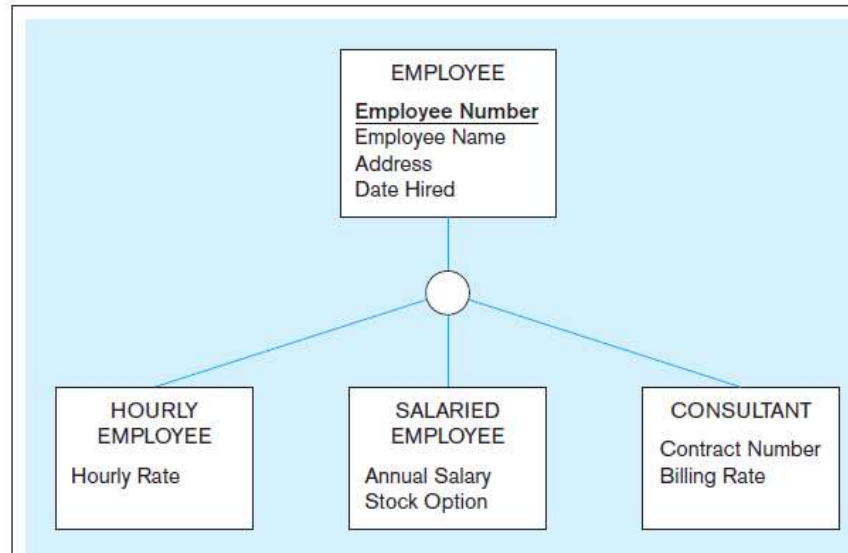 EMPLOYEE
Employee Number
Employee Name
Address
Date Hired
HOURLY
EMPLOYEE
Hourly Rate
SALARIED
EMPLOYEE
Annual Salary
Stock Option
CONSULTANT
Contract Number
Billing Rate